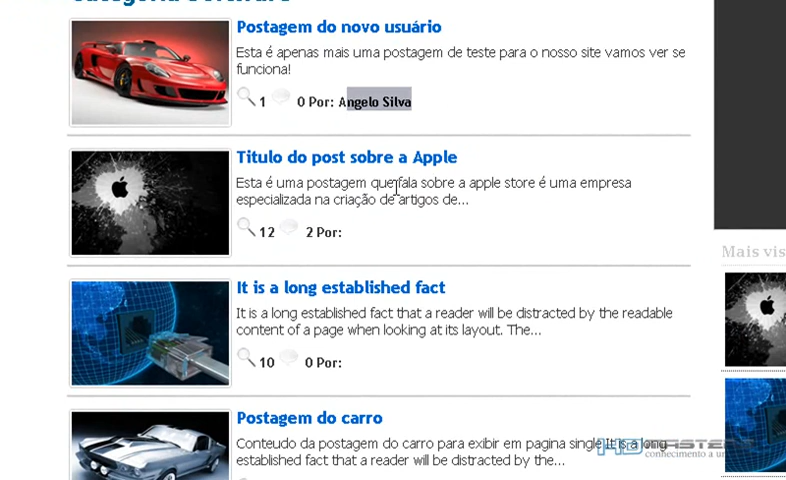 Categoria Software
Postagem do novo usuário
Esta é apenas mais uma postagem de teste para o nosso site vamos ver se
funciona!
1 0 Por: Angelo Silva
Titulo do post sobre a Apple
Esta é uma postagem que fala sobre a apple store é uma empresa
especializada na criação de artigos de...
12 2 Por:
It is a long established fact
It is a long established fact that a reader will be distracted by the readable
content of a page when looking at its layout. The...
10 0 Por:
Postagem do carro
Conteudo da postagem do carro para exibir em pagina single It is a long
established fact that a reader will be distracted by the...
Mais vis
conhecimento a um